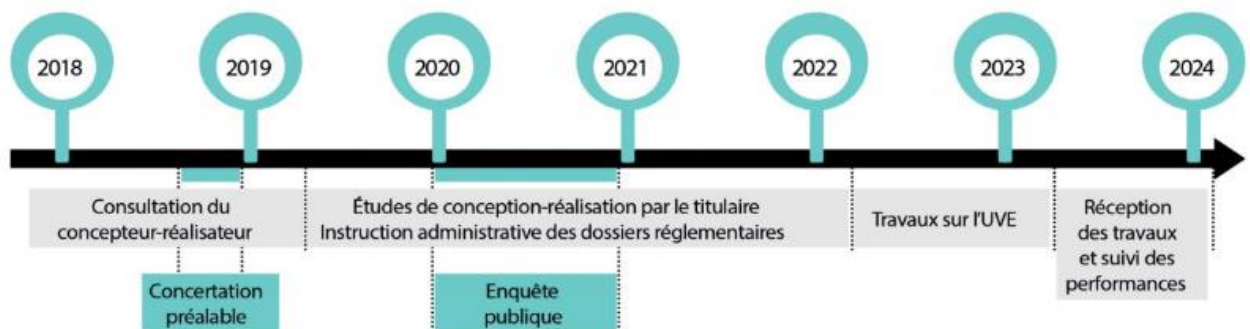 2018
2019
2020
2021
2022
2023
2024
Consultation du
concepteur-réalisateur
Études de conception-réalisation par le titulaire
Instruction administrative des dossiers réglementaires
Travaux sur l'UVE
Réception
des travaux
et suivi des
performances
Concertation
préalable
Enquête
publique